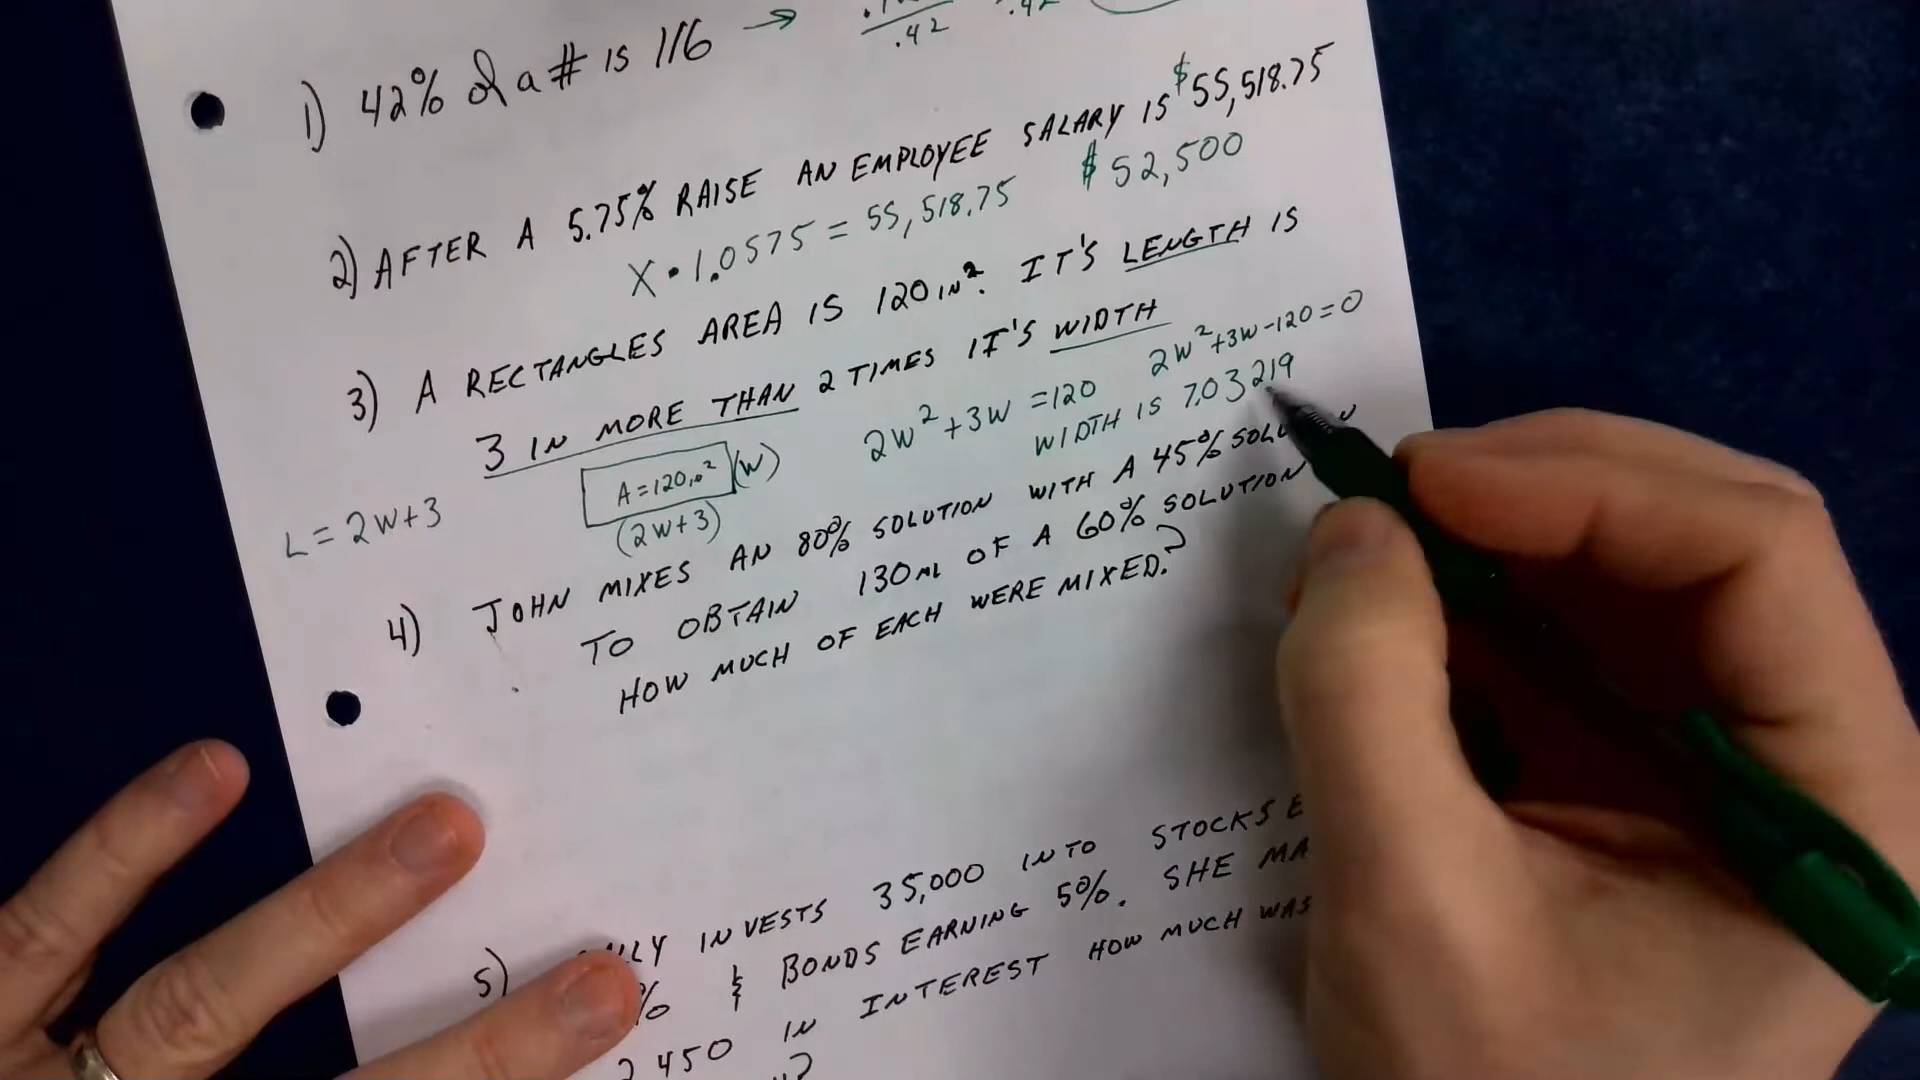 1) 42% of a # is 116 → .42 .42
2) AFTER A 5.75% RAISE AN EMPLOYEE SALARY IS $55,518.75
X • 1.0575 = 55,518.75 $52,500
3) A RECTANGLES AREA IS 120 IN². IT'S LENGTH IS
3 IN MORE THAN 2 TIMES IT'S WIDTH
2W²+3W-120=0
2W²+3W=120
WIDTH IS 7.03219
A=120in² (W)
(2W+3)
L=2W+3
4) JOHN MIXES AN 80% SOLUTION WITH A 45%
TO OBTAIN 130ML OF A 60% SOLUTION
HOW MUCH OF EACH WERE MIXED?
5) INVESTS 35,000 INTO STOCKS
% & BONDS EARNING 5%. SHE
450 IN INTEREST HOW MUCH WAS